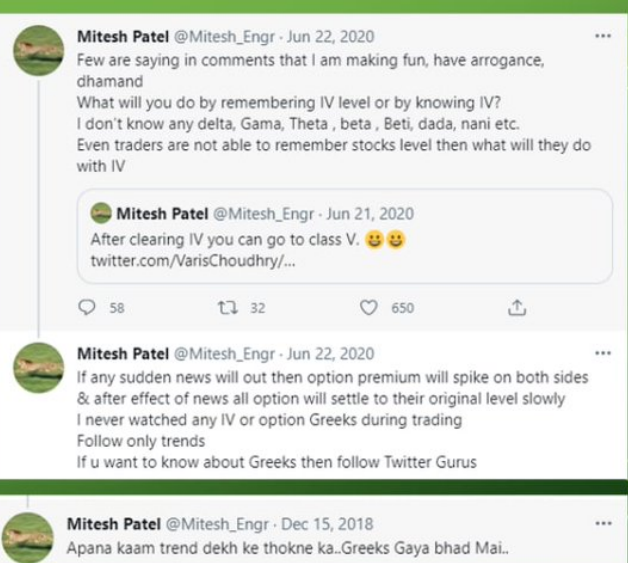 Mitesh Patel @Mitesh_Engr · Jun 22, 2020
Few are saying in comments that I am making fun, have arrogance,
dhamand
What will you do by remembering IV level or by knowing IV?
I don't know any delta, Gama, Theta , beta , Beti, dada, nani etc.
Even traders are not able to remember stocks level then what will they do
with IV
Mitesh Patel @Mitesh_Engr · Jun 21, 2020
After clearing IV you can go to class V. 😀😀
twitter.com/VarisChoudhry/...
58 32 650
Mitesh Patel @Mitesh_Engr · Jun 22, 2020
If any sudden news will out then option premium will spike on both sides
& after effect of news all option will settle to their original level slowly
I never watched any IV or option Greeks during trading
Follow only trends
If u want to know about Greeks then follow Twitter Gurus
Mitesh Patel @Mitesh_Engr · Dec 15, 2018
Apana kaam trend dekh ke thokne ka..Greeks Gaya bhad Mai..